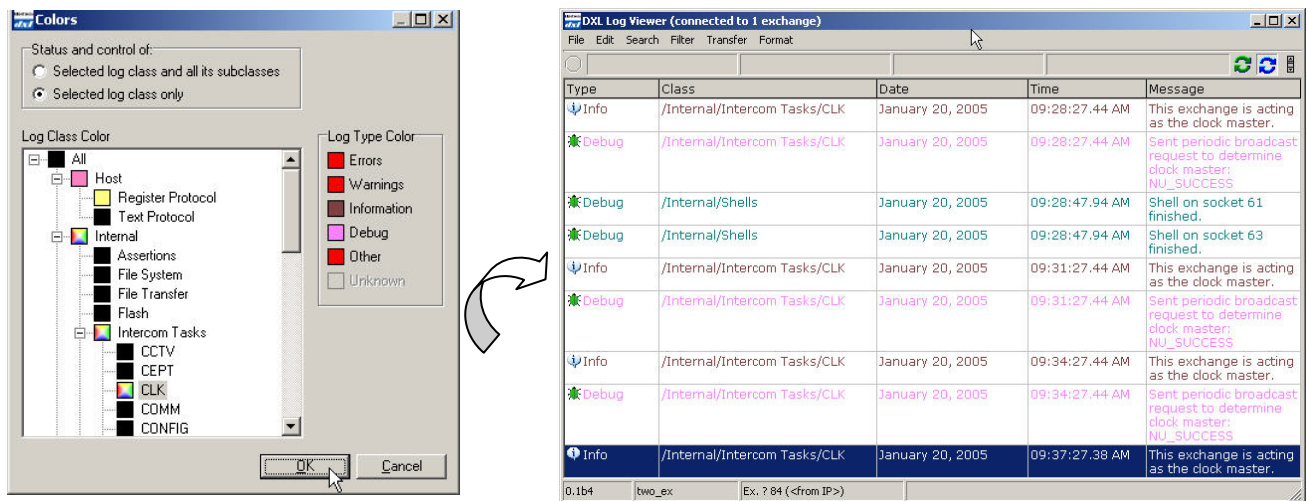 Colors
Status and control of:
Selected log class and all its subclasses
Selected log class only
Log Class Color
All
Host
Register Protocol
Text Protocol
Internal
Assertions
File System
File Transfer
Flash
Intercom Tasks
CCTV
CEPT
CLK
COMM
CONFIG
Log Type Color
Errors
Warnings
Information
Debug
Other
Unknown
OK Cancel
DXL Log Viewer (connected to 1 exchange)
File Edit Search Filter Transfer Format
Type Class Date Time Message
Info /Internal/Intercom Tasks/CLK January 20, 2005 09:28:27.44 AM This exchange is acting
as the clock master.
Debug /Internal/Intercom Tasks/CLK January 20, 2005 09:28:27.44 AM Sent periodic broadcast
request to determine
clock master:
NU_SUCCESS
Debug /Internal/Shells January 20, 2005 09:28:47.94 AM Shell on socket 61
finished.
Debug /Internal/Shells January 20, 2005 09:28:47.94 AM Shell on socket 63
finished.
Info /Internal/Intercom Tasks/CLK January 20, 2005 09:31:27.44 AM This exchange is acting
as the clock master.
Debug /Internal/Intercom Tasks/CLK January 20, 2005 09:31:27.44 AM Sent periodic broadcast
request to determine
clock master:
NU_SUCCESS
Info /Internal/Intercom Tasks/CLK January 20, 2005 09:34:27.44 AM This exchange is acting
as the clock master.
Debug /Internal/Intercom Tasks/CLK January 20, 2005 09:34:27.44 AM Sent periodic broadcast
request to determine
clock master:
NU_SUCCESS
Info /Internal/Intercom Tasks/CLK January 20, 2005 09:37:27.38 AM This exchange is acting
as the clock master.
0.1b4 two_ex Ex. ? 84 (<from IP>)